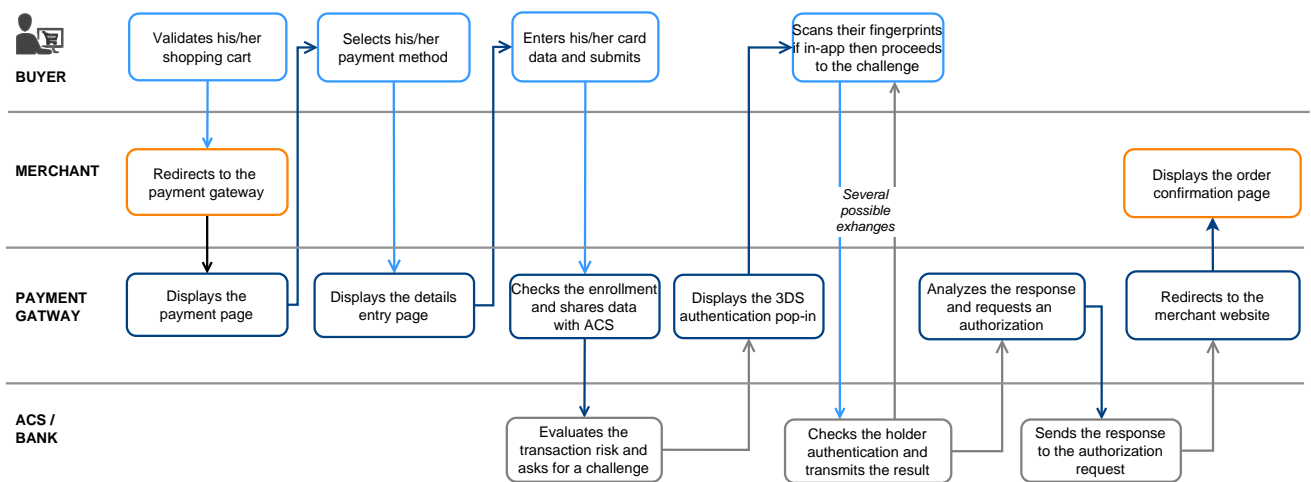 BUYER
Validates his/her
shopping cart
Selects his/her
payment method
Enters his/her card
data and submits
Scans their fingerprints
if in-app then proceeds
to the challenge
MERCHANT
Redirects to the
payment gateway
Several
possible
exhanges
Displays the order
confirmation page
PAYMENT
GATWAY
Displays the
payment page
Displays the details
entry page
Checks the enrollment
and shares data
with ACS
Displays the 3DS
authentication pop-in
Analyzes the response
and requests an
authorization
Redirects to the
merchant website
ACS /
BANK
Evaluates the
transaction risk and
asks for a challenge
Checks the holder
authentication and
transmits the result
Sends the response
to the authorization
request